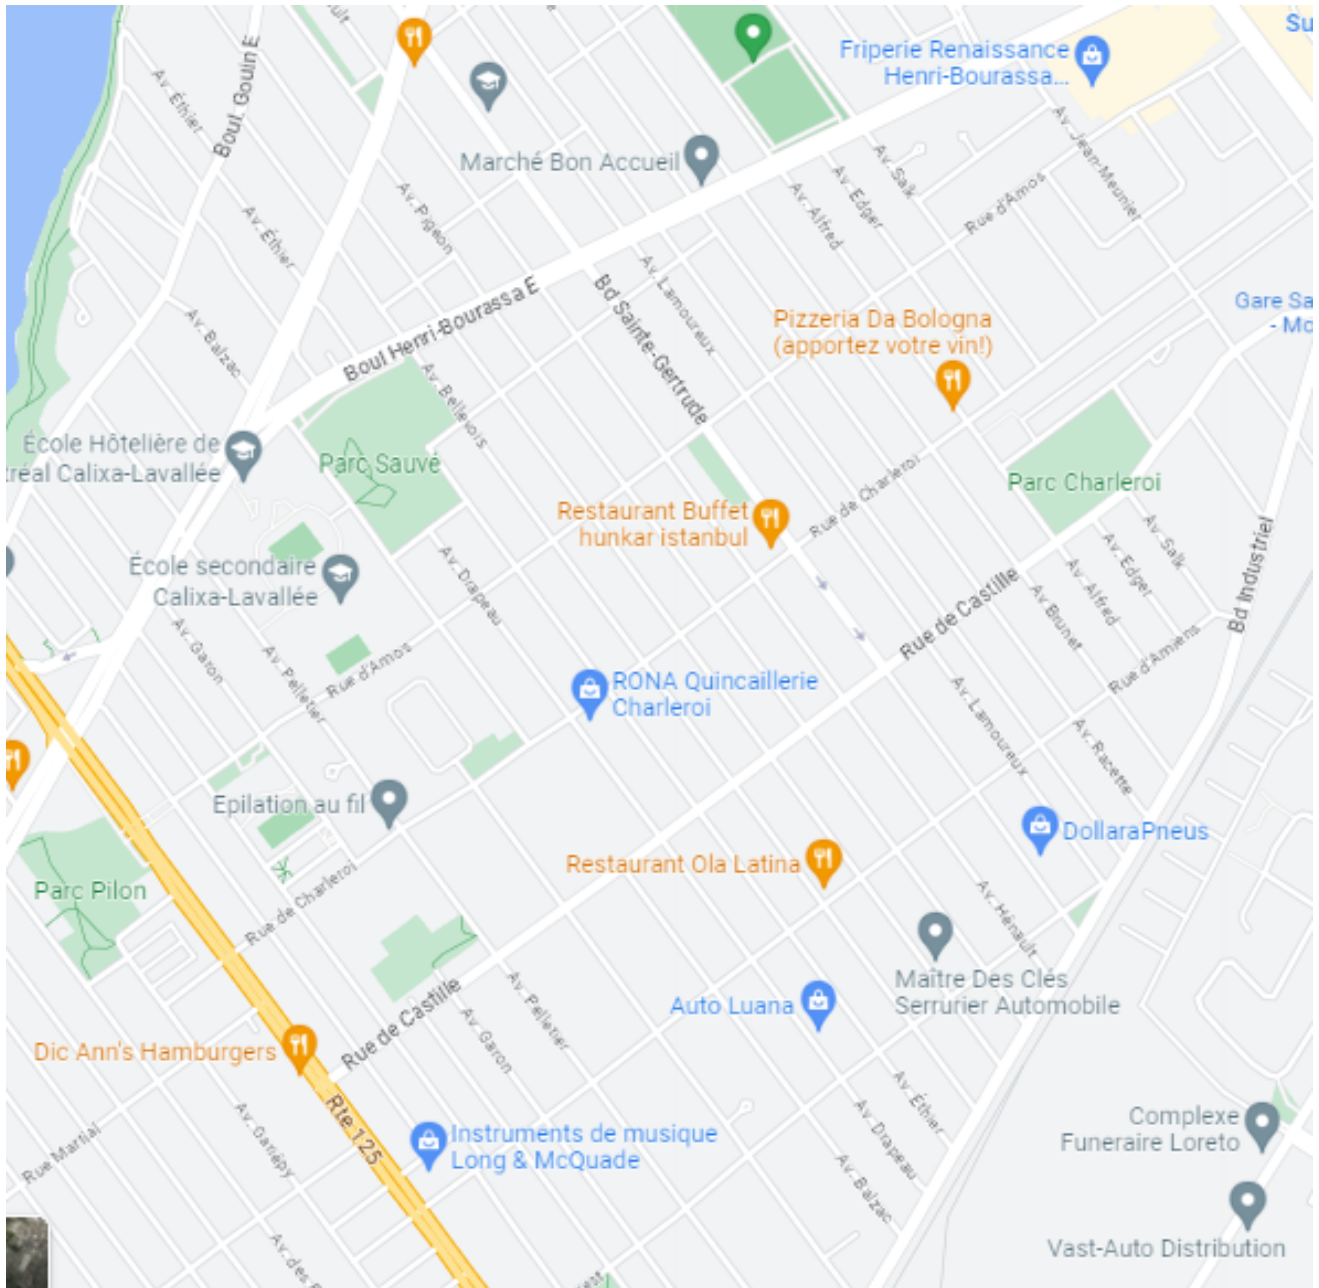 Su
Friperie Renaissance
Henri-Bourassa...
Boul. Gouin E
Av. Éthier
Marché Bon Accueil
Av. Jean-Meunier
Av. Salk
Av. Edger
Av. Alfred
Rue d'Amos
Av. Pigeon
Av. Éthier
Av. Lamoureux
Bd Sainte-Gertrude
Boul Henri-Bourassa E
Gare Sa
- Mo
Pizzeria Da Bologna
(apportez votre vin!)
Av. Balzac
Av. Bellevois
École Hôtelière de
tréal Calixa-Lavallée
Parc Sauvé
Parc Charleroi
Rue de Charleroi
Restaurant Buffet
hunkar istanbul
Av. Salk
Av. Edger
Av. Alfred
Av Brunet
Bd Industriel
École secondaire
Calixa-Lavallée
Av. Drapeau
Rue de Castille
Av. Garon
Av. Pelletier
Rue d'Amos
Rue d'Amiens
RONA Quincaillerie
Charleroi
Av. Lamoureux
Av. Racette
Epilation au fil
DollaraPneus
Restaurant Ola Latina
Parc Pilon
Rue de Charleroi
Av. Hénault
Maître Des Clés
Serrurier Automobile
Auto Luana
Av. Pelletier
Av. Garon
Rue de Castille
Dic Ann's Hamburgers
Rte 125
Av. Éthier
Av. Drapeau
Av. Balzac
Complexe
Funeraire Loreto
Instruments de musique
Long & McQuade
Rue Martial
Av. Gariépy
Av. des
Vast-Auto Distribution